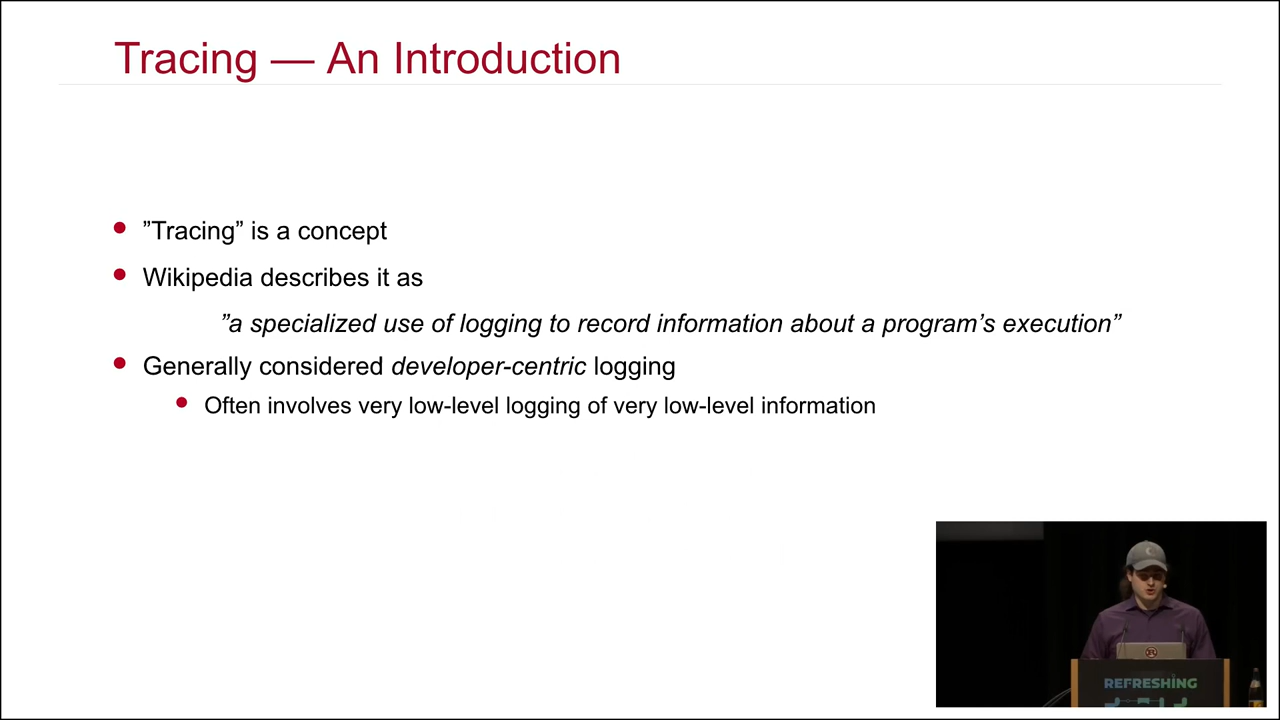 Tracing — An Introduction
”Tracing” is a concept
Wikipedia describes it as
”a specialized use of logging to record information about a program’s execution”
Generally considered developer-centric logging
Often involves very low-level logging of very low-level information
REFRESHING